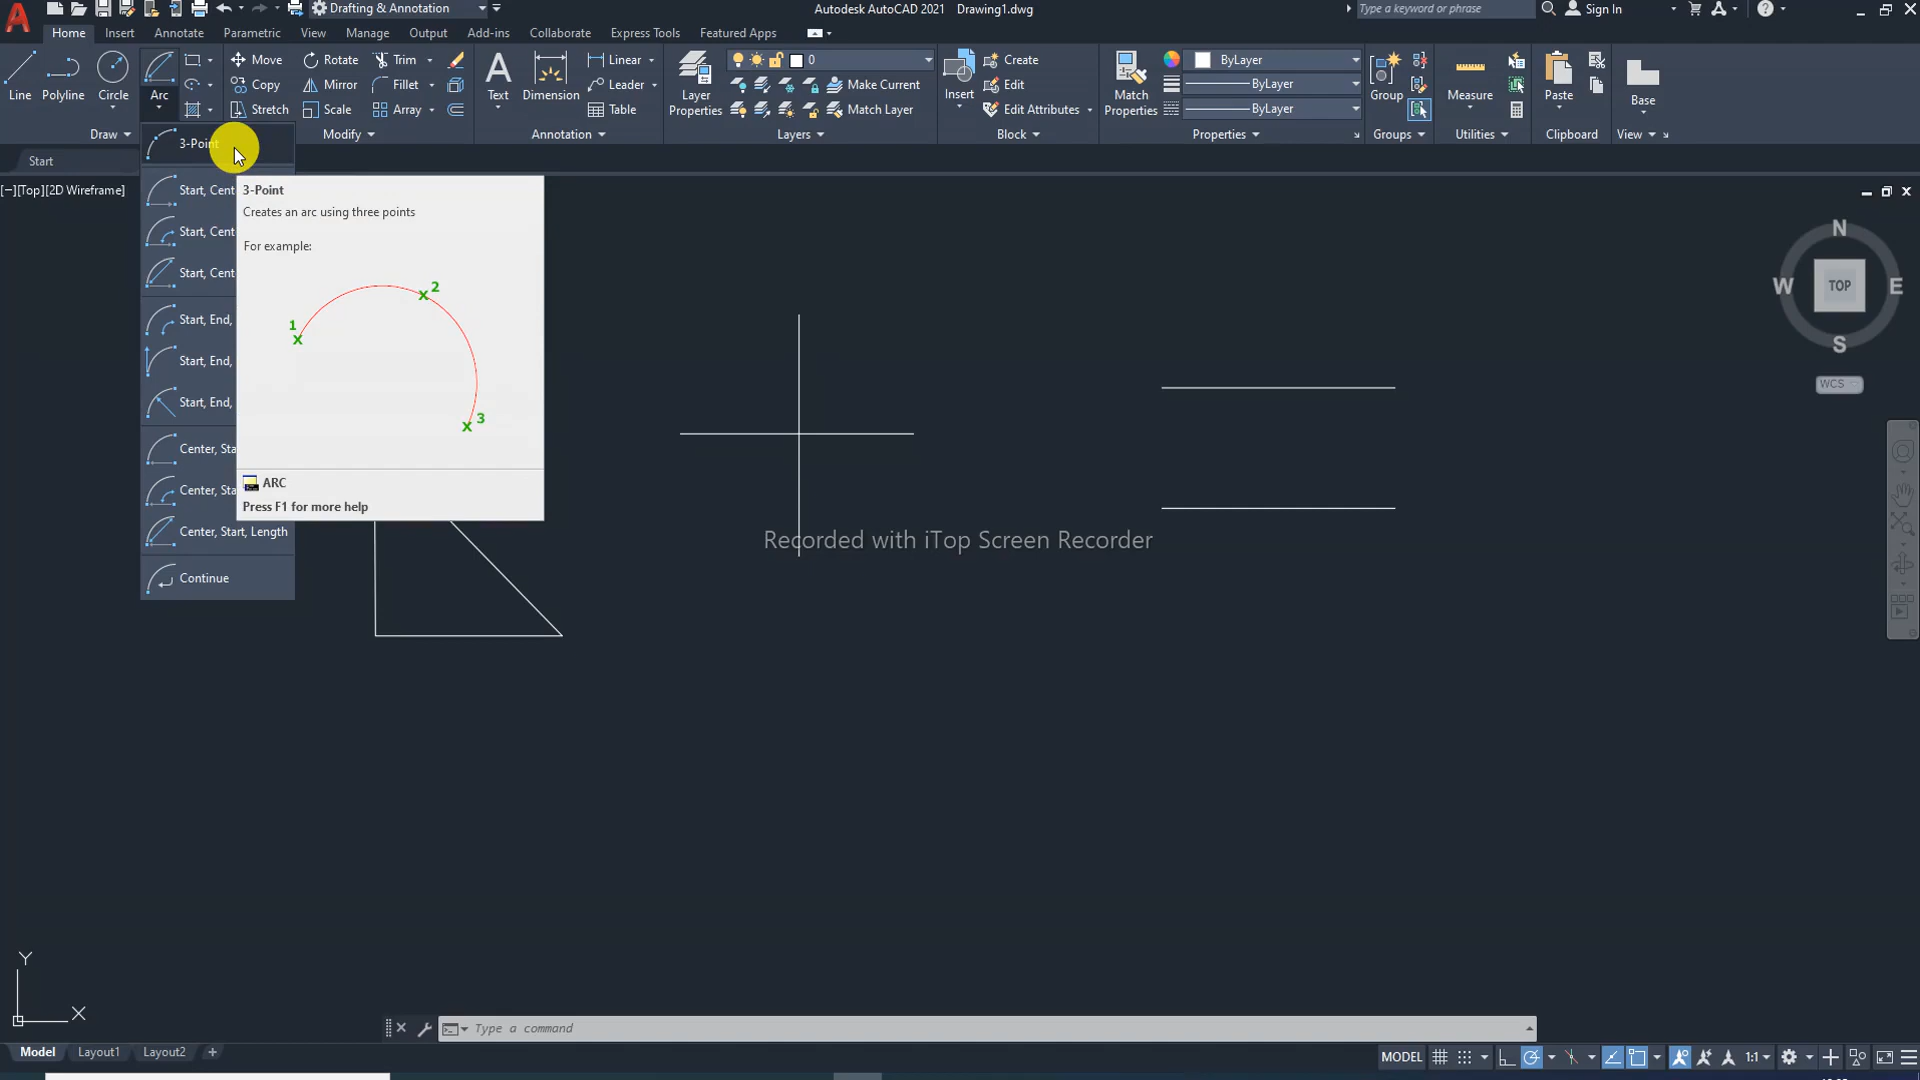 Drafting & Annotation
Autodesk AutoCAD 2021 Drawing1.dwg
Type a keyword or phrase
Sign In
Home Insert Annotate Parametric View Manage Output Add-ins Collaborate Express Tools Featured Apps
Line Polyline Circle Arc
Move Rotate Trim
Copy Mirror Fillet
Stretch Scale Array
Text Dimension
Linear
Leader
Table
Layer
Properties
0
Make Current
Match Layer
Insert
Create
Edit
Edit Attributes
Match
Properties
ByLayer
ByLayer
ByLayer
Group
Measure
Paste
Base
Draw Modify Annotation Layers Block Properties Groups Utilities Clipboard View
Start
[−][Top][2D Wireframe]
3-Point
Start, Cent
Start, Cent
Start, Cent
Start, End,
Start, End,
Start, End,
Center, Sta
Center, Sta
Center, Start, Length
Continue
3-Point
Creates an arc using three points
For example:
1
2
3
ARC
Press F1 for more help
N
W TOP E
S
WCS
Recorded with iTop Screen Recorder
Y
X
Type a command
Model Layout1 Layout2 +
MODEL
1:1